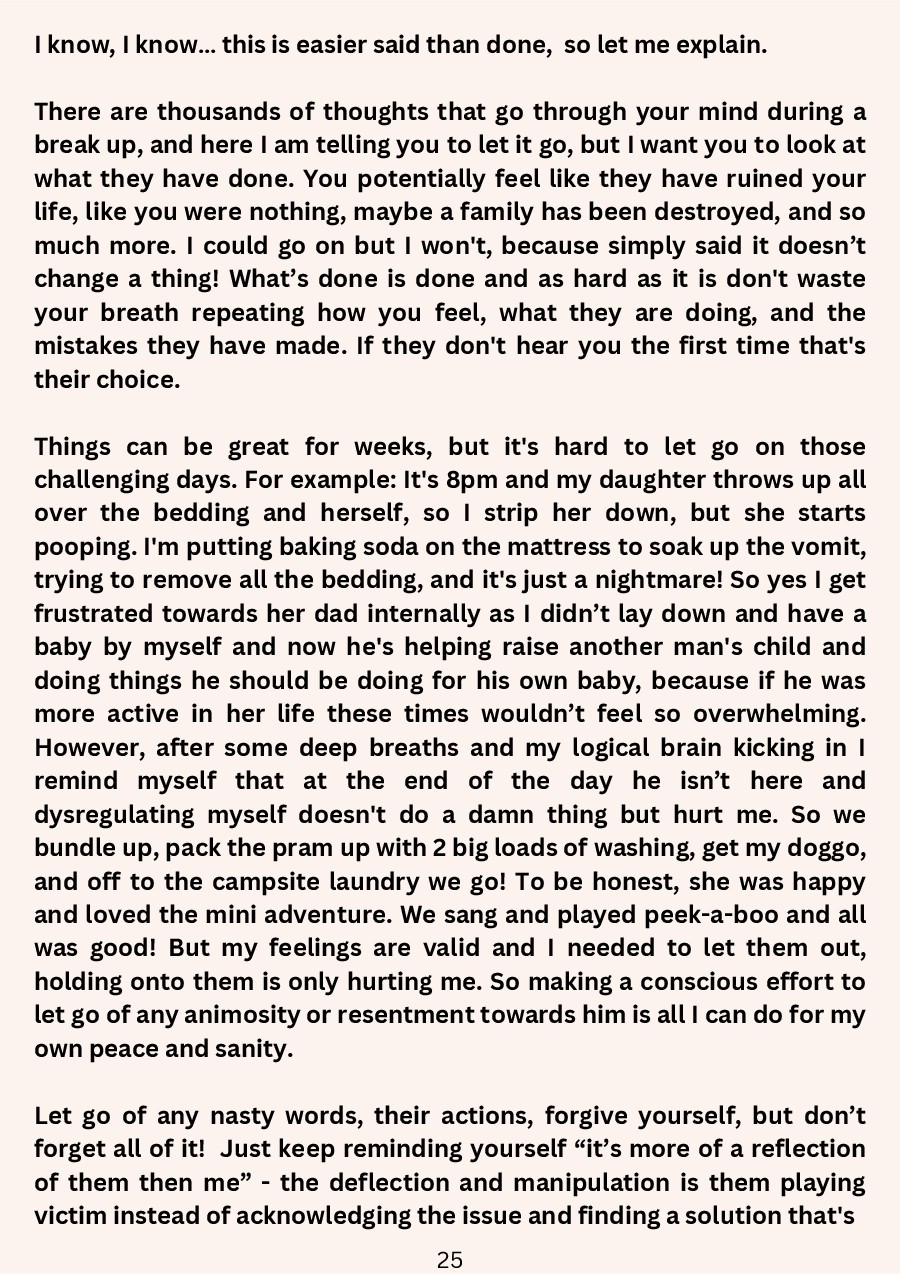 I know, I know... this is easier said than done,  so let me explain.
There are thousands of thoughts that go through your mind during a
break up, and here I am telling you to let it go, but I want you to look at
what they have done. You potentially feel like they have ruined your
life, like you were nothing, maybe a family has been destroyed, and so
much more. I could go on but I won't, because simply said it doesn’t
change a thing! What’s done is done and as hard as it is don't waste
your breath repeating how you feel, what they are doing, and the
mistakes they have made. If they don't hear you the first time that's
their choice.
Things can be great for weeks, but it's hard to let go on those
challenging days. For example: It's 8pm and my daughter throws up all
over the bedding and herself, so I strip her down, but she starts
pooping. I'm putting baking soda on the mattress to soak up the vomit,
trying to remove all the bedding, and it's just a nightmare! So yes I get
frustrated towards her dad internally as I didn’t lay down and have a
baby by myself and now he's helping raise another man's child and
doing things he should be doing for his own baby, because if he was
more active in her life these times wouldn’t feel so overwhelming.
However, after some deep breaths and my logical brain kicking in I
remind myself that at the end of the day he isn’t here and
dysregulating myself doesn't do a damn thing but hurt me. So we
bundle up, pack the pram up with 2 big loads of washing, get my doggo,
and off to the campsite laundry we go! To be honest, she was happy
and loved the mini adventure. We sang and played peek-a-boo and all
was good! But my feelings are valid and I needed to let them out,
holding onto them is only hurting me. So making a conscious effort to
let go of any animosity or resentment towards him is all I can do for my
own peace and sanity.
Let go of any nasty words, their actions, forgive yourself, but don’t
forget all of it!  Just keep reminding yourself “it’s more of a reflection
of them then me” - the deflection and manipulation is them playing
victim instead of acknowledging the issue and finding a solution that's
25